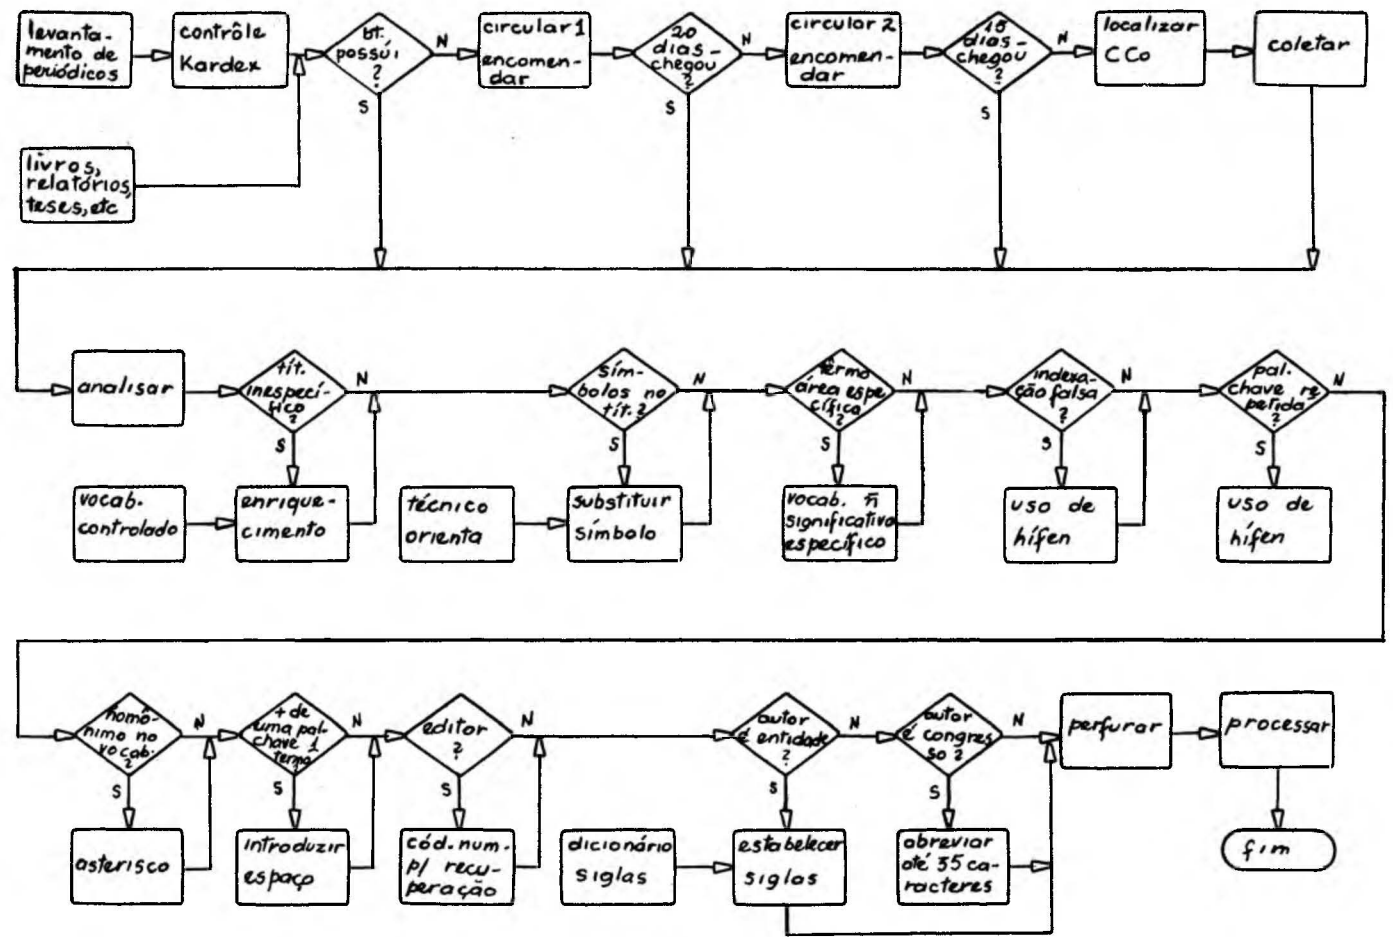 levanta-
mento de
periódicos
contrôle
Kardex
bt.
possúi
?
N
S
circular 1
encomen-
dar
20
dias-
chegou
?
N
S
circular 2
encomen-
dar
15
dias-
chegou
?
N
S
localizar
CCo
coletar
livros,
relatórios,
teses, etc
analisar
tít.
inespecí-
fico
?
N
S
sím-
bolos no
tít.?
N
S
têrmo
área espe
cífica
?
N
S
indexa-
ção falsa
?
N
S
pal.
chave re
petida
?
N
S
vocab.
controlado
enrique-
cimento
técnico
orienta
substituir
símbolo
vocab. ñ
significativo
específico
uso de
hífen
uso de
hífen
homô-
nimo no
vocab.
?
N
S
+ de
uma pal-
chave 1
termo
N
S
editor
?
N
S
autor
é entidade
?
N
S
autor
é congres
so ?
N
S
perfurar
processar
asterisco
introduzir
espaço
cód. num.
p/ recu-
peração
dicionário
siglas
estabelecer
siglas
abreviar
até 35 ca-
racteres
fim